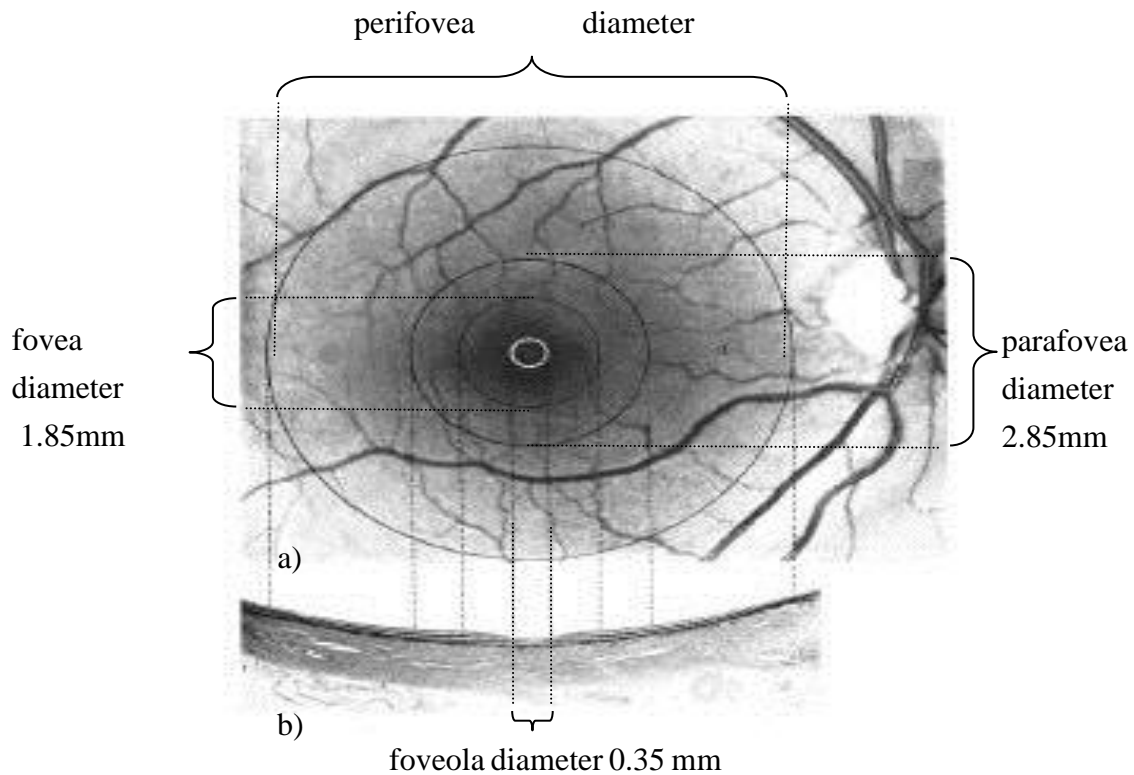 perifovea diameter
fovea
diameter
1.85mm
parafovea
diameter
2.85mm
a)
b)
foveola diameter 0.35 mm